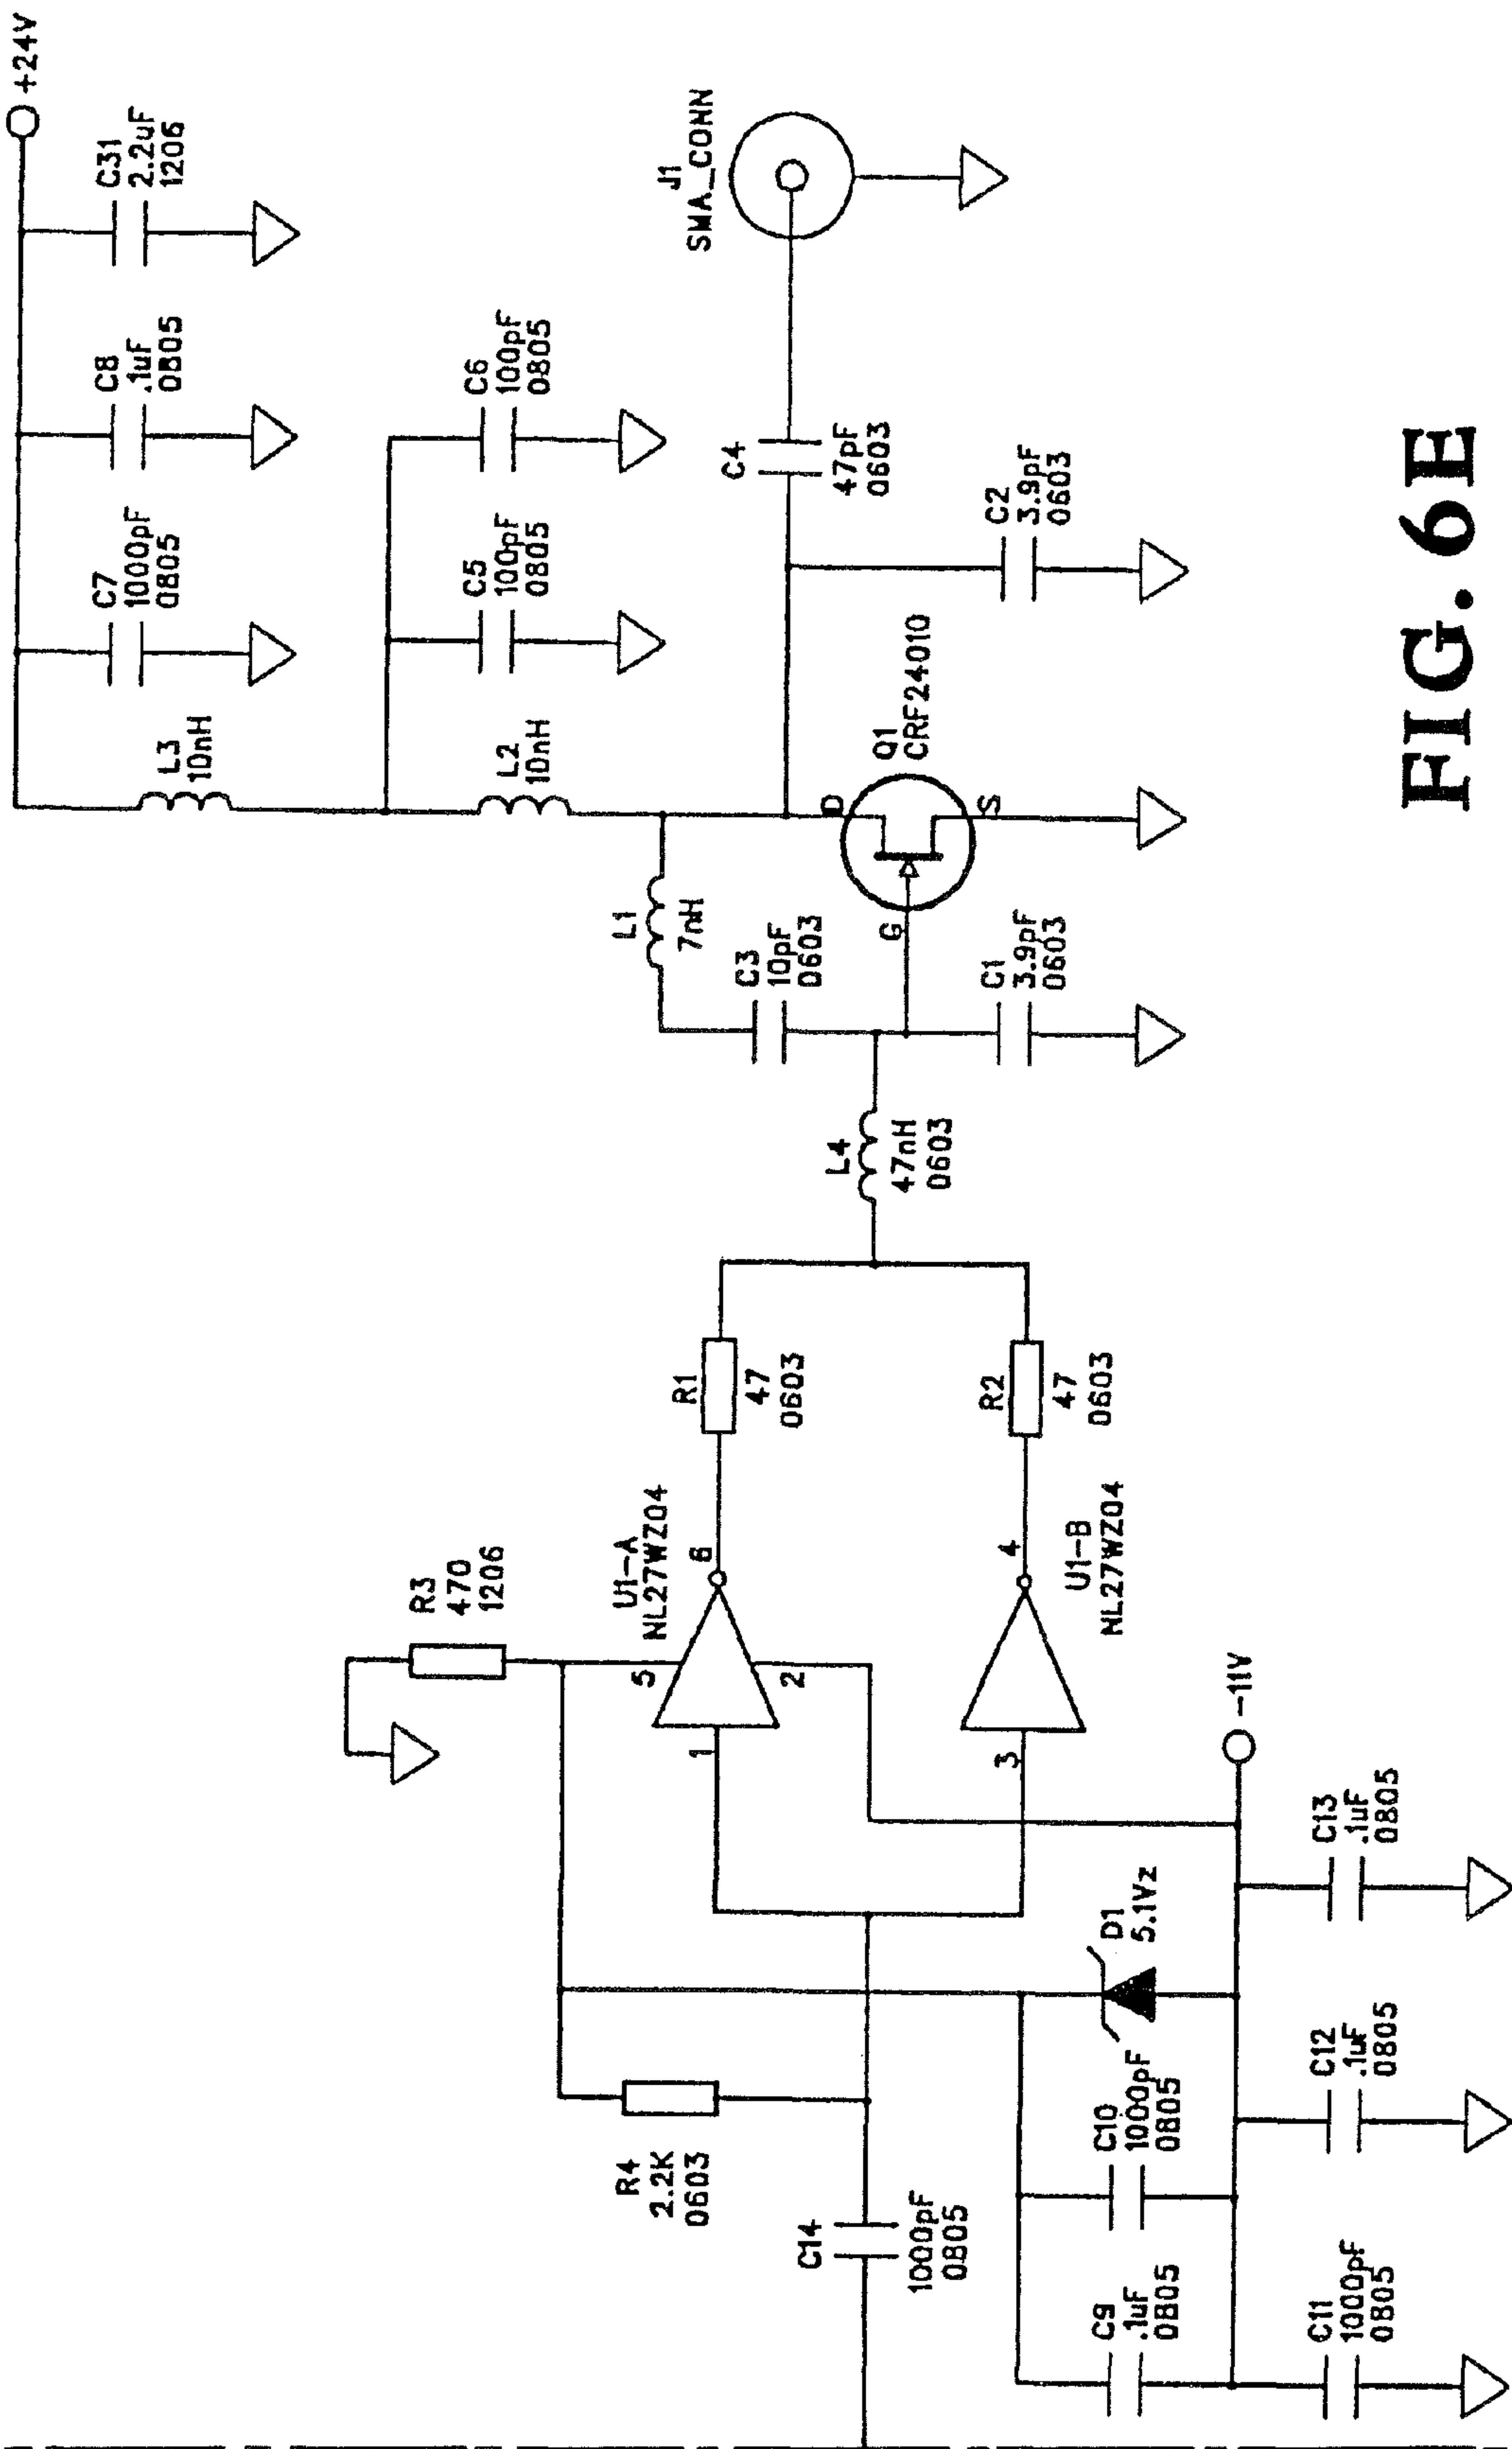 +24V
C7
1000pF
0805
C8
.1uF
0805
C31
2.2uF
1206
L3
10nH
C5
100pF
0805
C6
100pF
0805
L2
10nH
L1
7nH
C3
10pF
0603
J1
SMA_CONN
C4
47pF
0603
D
G
S
Q1
CRF24010
C1
3.9pF
0603
C2
3.9pF
0603
L4
47nH
0603
R3
470
1206
U1-A
NL27WZ04
1
2
5
6
R1
47
0603
U1-B
NL27WZ04
3
4
R2
47
0603
R4
2.2K
0603
C14
1000pF
0805
D1
5.1Vz
-11V
C9
.1uF
0805
C10
1000pF
0805
C11
1000pF
0805
C12
.1uF
0805
C13
.1uF
0805
FIG. 6E